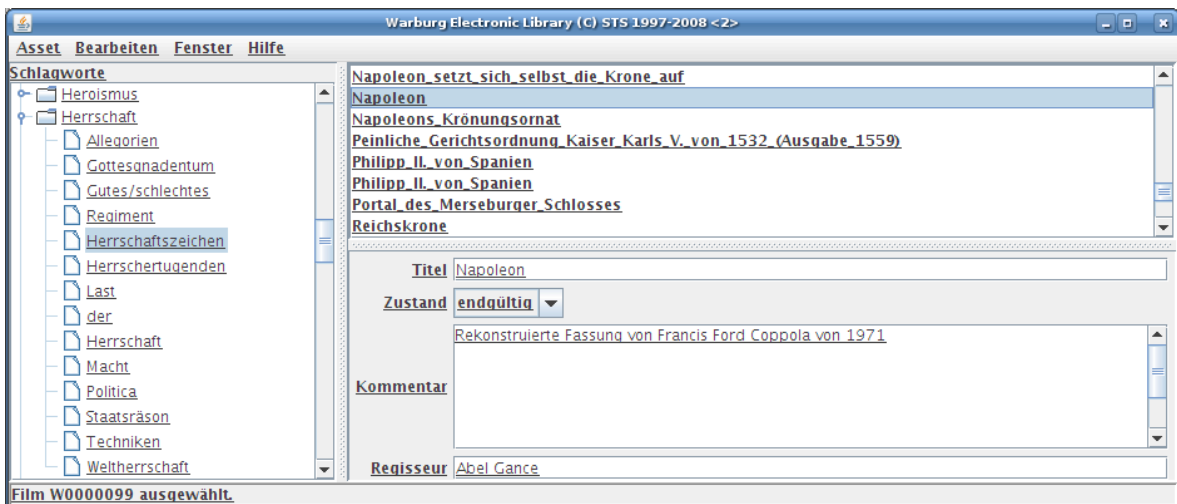 Warburg Electronic Library (C) STS 1997-2008 <2>
Asset Bearbeiten Fenster Hilfe
Schlagworte
Heroismus
Herrschaft
Allegorien
Gottesgnadentum
Gutes/schlechtes
Regiment
Herrschaftszeichen
Herrschertugenden
Last
der
Herrschaft
Macht
Politica
Staatsräson
Techniken
Weltherrschaft
Napoleon_setzt_sich_selbst_die_Krone_auf
Napoleon
Napoleons_Krönungsornat
Peinliche_Gerichtsordnung_Kaiser_Karls_V._von_1532_(Ausgabe_1559)
Philipp_II._von_Spanien
Philipp_II._von_Spanien
Portal_des_Merseburger_Schlosses
Reichskrone
Titel Napoleon
Zustand endgültig
Rekonstruierte Fassung von Francis Ford Coppola von 1971
Kommentar
Regisseur Abel Gance
Film W0000099 ausgewählt.